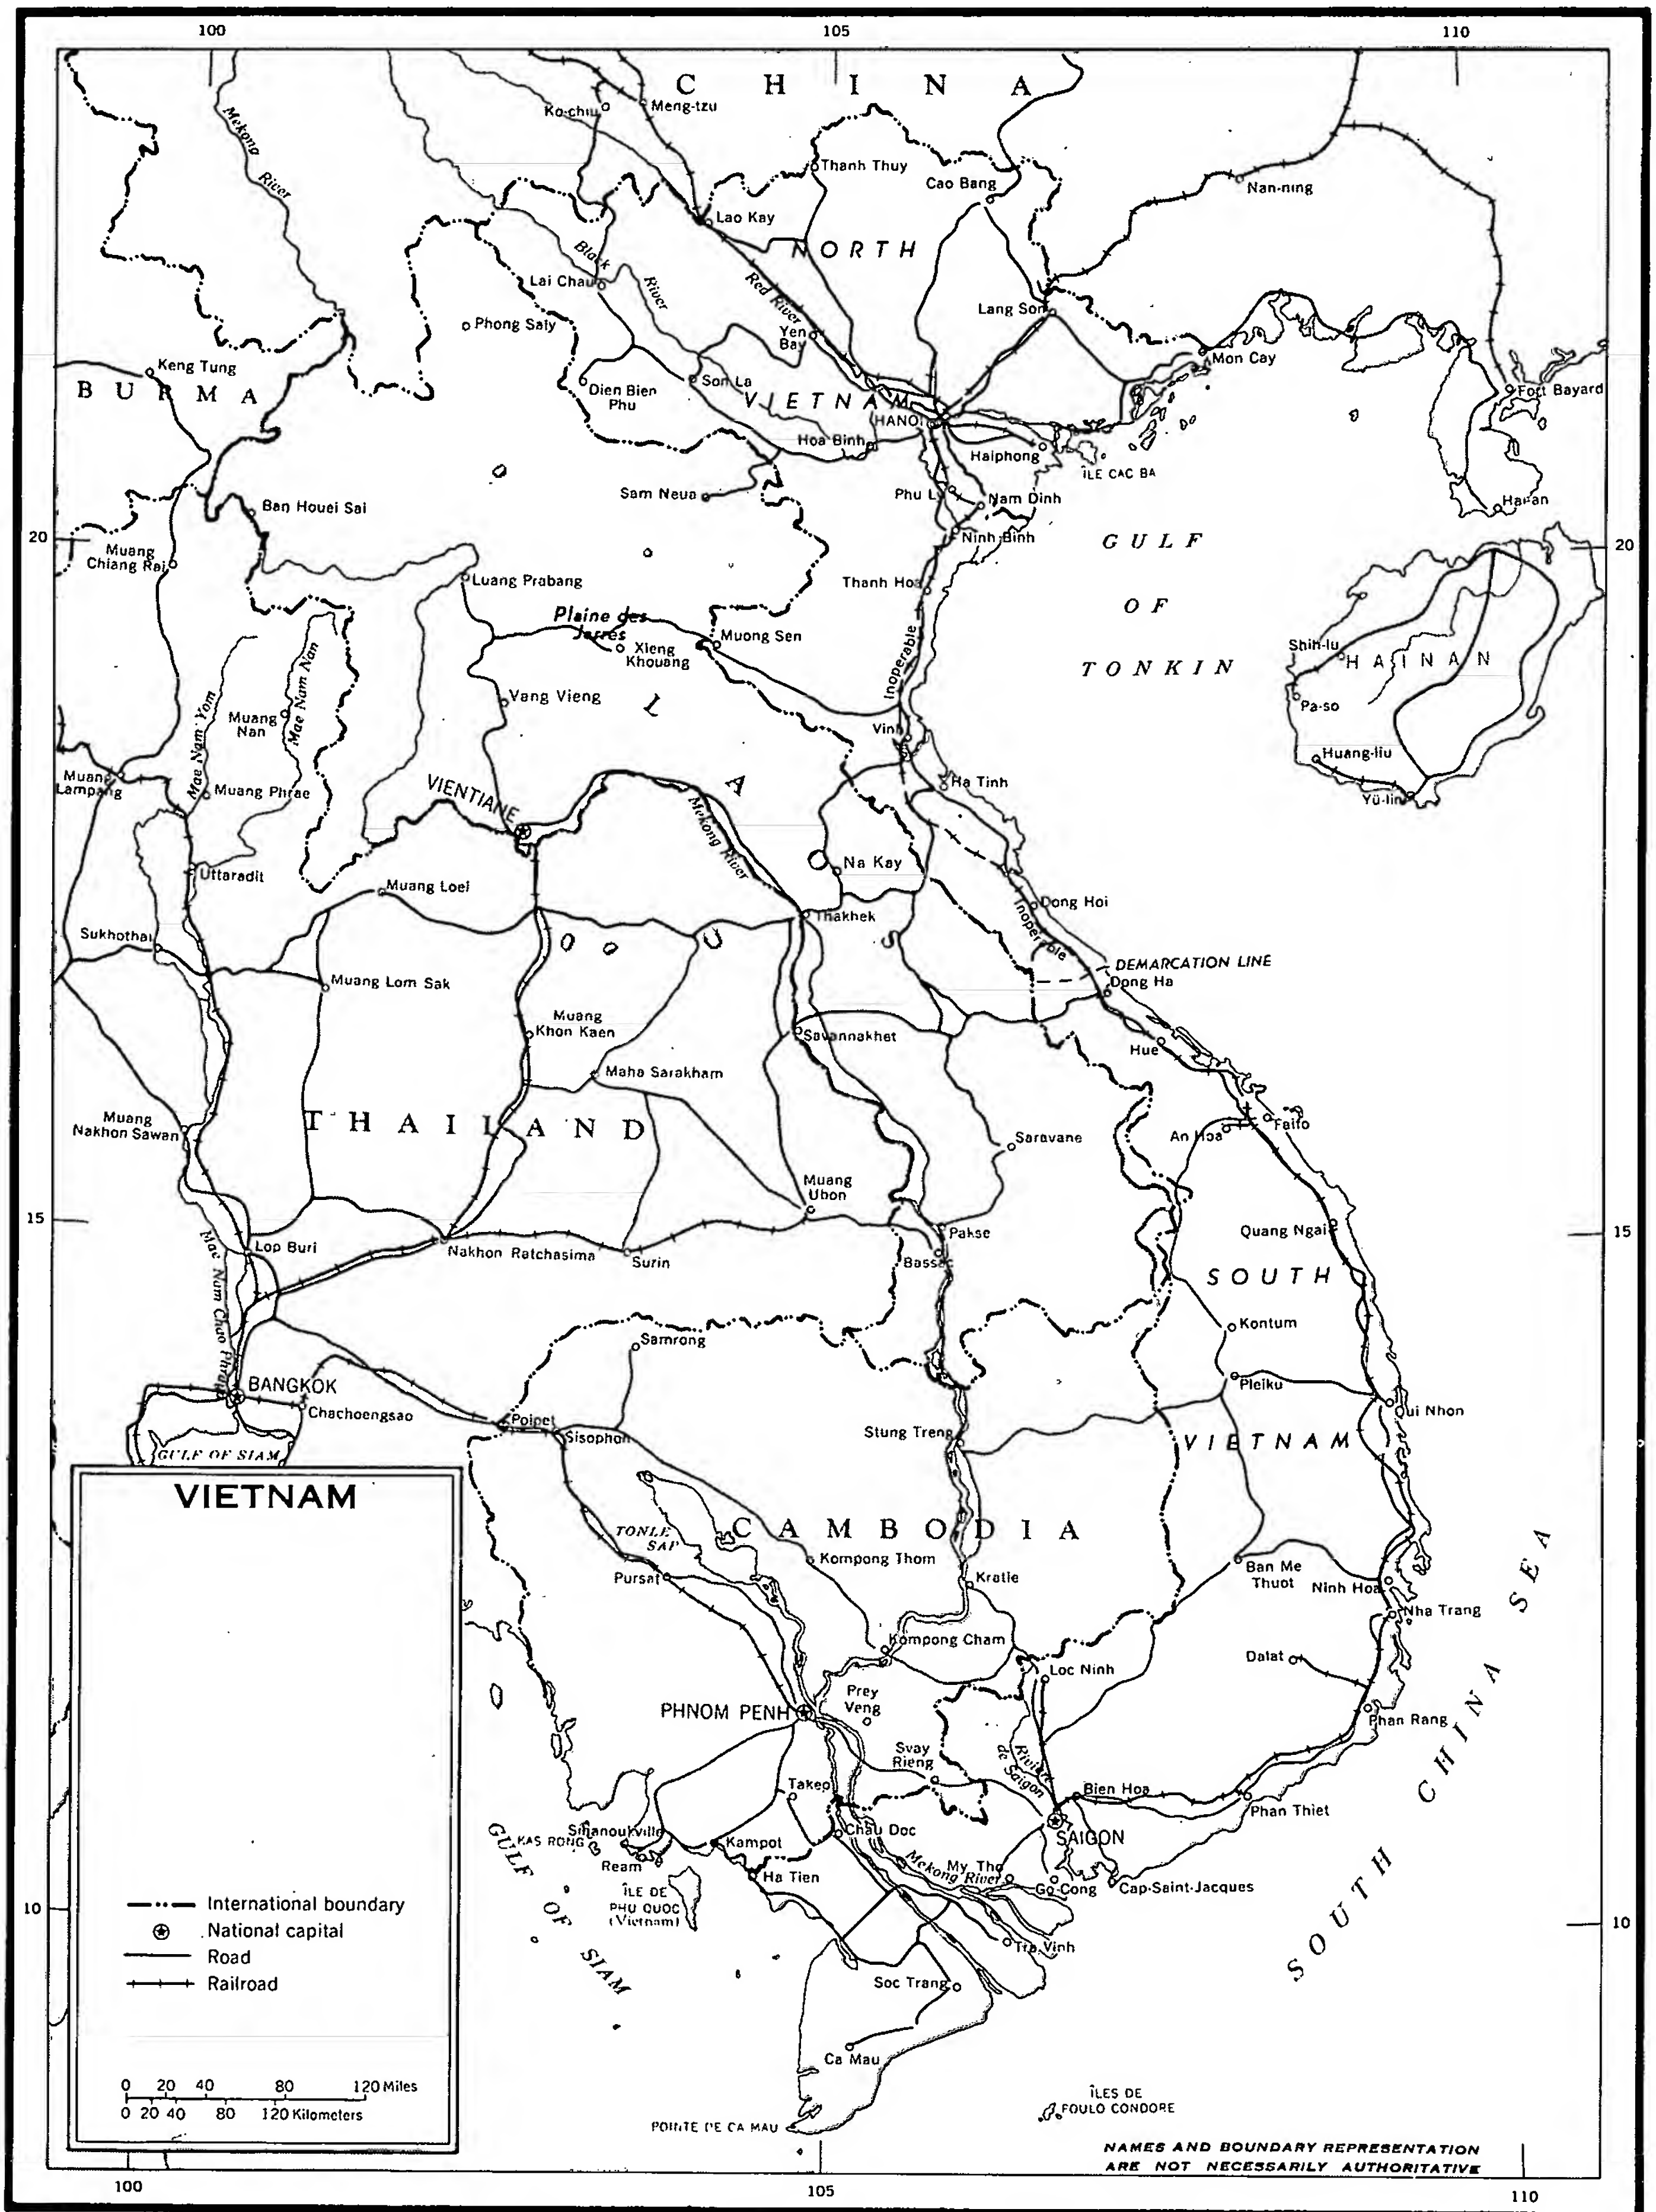 100 105 110
C H I N A
Ko-chiu
Meng-tzu
Mekong
River
Thanh Thuy
Cao Bang
Nan-ning
Lao Kay
NORTH
Black
River
Lai Chau
Red River
Lang Son
Phong Saly
Yen
Bay
Mon Cay
Keng Tung
BURMA
Dien Bien
Phu
Son La
VIETNAM
Fort Bayard
HANOI
Hoa Binh
Haiphong
ÎLE CAC BA
Sam Neua
Phu L
Nam Dinh
Hai-an
Ban Houei Sai
20
Ninh Binh
GULF
20
Muang
Chiang Rai
Luang Prabang
Thanh Hoa
OF
Plaine des
Jarres
Xieng
Khouang
Muong Sen
Inoperable
TONKIN
Shih-lu
HAINAN
Mae Nam Yom
Mae Nam Nan
Vang Vieng
L
Pa-so
Muang
Nan
Vinh
Huang-liu
Muang
Lampang
Muang Phrae
VIENTIANE
A
Ha Tinh
Yü-lin
Mekong River
Na Kay
Uttaradit
Muang Loei
Thakhek
Dong Hoi
Inoperable
Sukhothai
O
S
DEMARCATION LINE
Muang Lom Sak
Dong Ha
Muang
Khon Kaen
Savannakhet
Hue
Maha Sarakham
Muang
Nakhon Sawan
THAILAND
Saravane
An Hoa
Faifo
Muang
Ubon
15
15
Mae Nam Chao Phraya
Lop Buri
Nakhon Ratchasima
Surin
Pakse
Bassac
Quang Ngai
SOUTH
Samrong
Kontum
BANGKOK
Chachoengsao
Pleiku
Poipet
Sisophon
Stung Treng
Qui Nhon
GULF OF SIAM
VIETNAM
VIETNAM
TONLE
SAP
CAMBODIA
Kompong Thom
Pursat
Kratie
Ban Me
Thuot
Ninh Hoa
Nha Trang
SOUTH CHINA SEA
Kompong Cham
Loc Ninh
Dalat
PHNOM PENH
Prey
Veng
Phan Rang
Svay
Rieng
Rivière
de
Saigon
Takeo
Bien Hoa
Phan Thiet
Sihanoukville
KAS RONG
Kampot
Chau Doc
SAIGON
Ream
Ha Tien
Mekong River
My Tho
Go Cong
Cap-Saint-Jacques
GULF OF SIAM
ÎLE DE
PHU QUOC
(Vietnam)
International boundary
10
10
National capital
Road
Tra Vinh
Railroad
Soc Trang
Ca Mau
0 20 40 80 120 Miles
0 20 40 80 120 Kilometers
POINTE DE CA MAU
ÎLES DE
POULO CONDORE
NAMES AND BOUNDARY REPRESENTATION
ARE NOT NECESSARILY AUTHORITATIVE
100 105 110